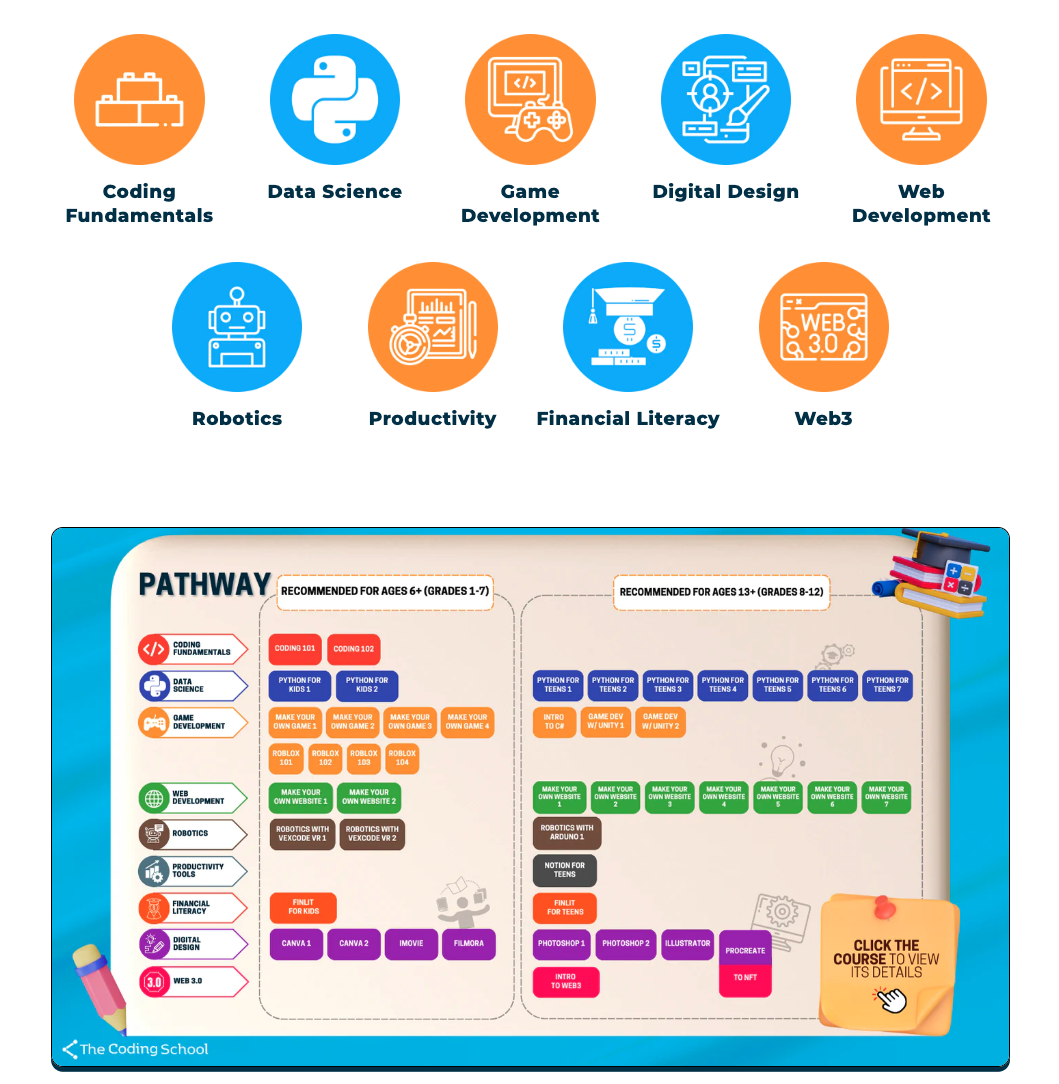 Coding
Fundamentals
Data Science
Game
Development
Digital Design
Web
Development
Robotics
Productivity
Financial Literacy
WEB
3.0
Web3
PATHWAY
RECOMMENDED FOR AGES 6+ (GRADES 1-7)
RECOMMENDED FOR AGES 13+ (GRADES 8-12)
CODING
FUNDAMENTALS
CODING 101
CODING 102
DATA
SCIENCE
PYTHON FOR
KIDS 1
PYTHON FOR
KIDS 2
PYTHON FOR
TEENS 1
PYTHON FOR
TEENS 2
PYTHON FOR
TEENS 3
PYTHON FOR
TEENS 4
PYTHON FOR
TEENS 5
PYTHON FOR
TEENS 6
PYTHON FOR
TEENS 7
GAME
DEVELOPMENT
MAKE YOUR
OWN GAME 1
MAKE YOUR
OWN GAME 2
MAKE YOUR
OWN GAME 3
MAKE YOUR
OWN GAME 4
INTRO
TO C#
GAME DEV
W/ UNITY 1
GAME DEV
W/ UNITY 2
ROBLOX
101
ROBLOX
102
ROBLOX
103
ROBLOX
104
WEB
DEVELOPMENT
MAKE YOUR
OWN WEBSITE 1
MAKE YOUR
OWN WEBSITE 2
MAKE YOUR
OWN WEBSITE
1
MAKE YOUR
OWN WEBSITE
2
MAKE YOUR
OWN WEBSITE
3
MAKE YOUR
OWN WEBSITE
4
MAKE YOUR
OWN WEBSITE
5
MAKE YOUR
OWN WEBSITE
6
MAKE YOUR
OWN WEBSITE
7
ROBOTICS
ROBOTICS WITH
VEXCODE VR 1
ROBOTICS WITH
VEXCODE VR 2
ROBOTICS WITH
ARDUNO 1
PRODUCTIVITY
TOOLS
NOTION FOR
TEENS
FINANCIAL
LITERACY
FINLIT
FOR KIDS
FINLIT
FOR TEENS
DIGITAL
DESIGN
CANVA 1
CANVA 2
IMOVIE
FILMORA
PHOTOSHOP 1
PHOTOSHOP 2
ILLUSTRATOR
PROCREATE
TO NFT
3.0
WEB 3.0
INTRO
TO WEB3
CLICK THE
COURSE TO VIEW
ITS DETAILS
The Coding School